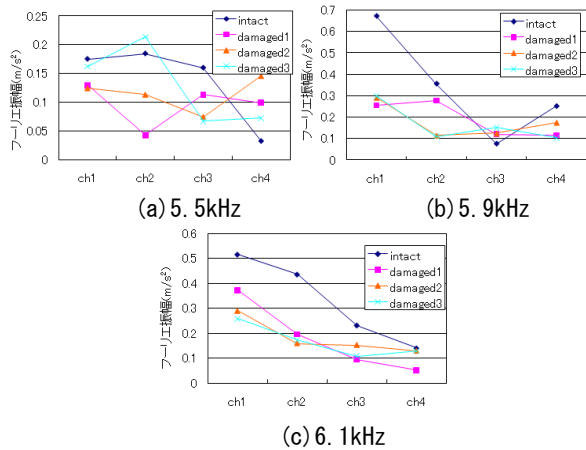 フーリエ振幅(m/s²)
0.25
0.2
0.15
0.1
0.05
0
intact
damaged1
damaged2
damaged3
ch1 ch2 ch3 ch4
(a) 5.5kHz
フーリエ振幅(m/s²)
0.7
0.6
0.5
0.4
0.3
0.2
0.1
0
intact
damaged1
damaged2
damaged3
ch1 ch2 ch3 ch4
(b) 5.9kHz
フーリエ振幅(m/s²)
0.6
0.5
0.4
0.3
0.2
0.1
0
intact
damaged1
damaged2
damaged3
ch1 ch2 ch3 ch4
(c) 6.1kHz